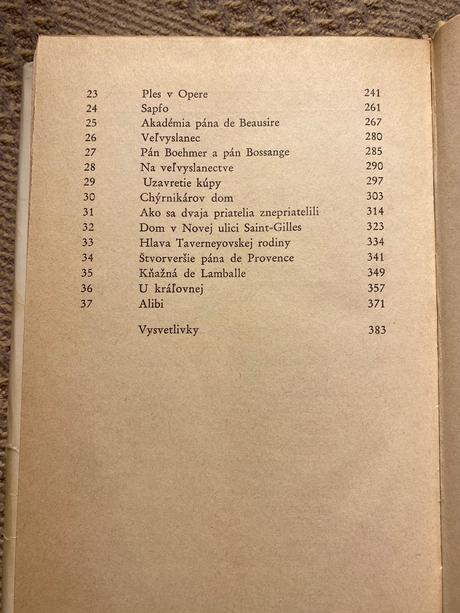 23 Ples v Opere 241
24 Sapfo 261
25 Akadémia pána de Beausire 267
26 Veľvyslanec 280
27 Pán Boehmer a pán Bossange 285
28 Na veľvyslanectve 290
29 Uzavretie kúpy 297
30 Chýrnikárov dom 303
31 Ako sa dvaja priatelia znepriatelili 314
32 Dom v Novej ulici Saint-Gilles 323
33 Hlava Taverneyovskej rodiny 334
34 Štvorveršie pána de Provence 341
35 Kňažná de Lamballe 349
36 U kráľovnej 357
37 Alibi 371
Vysvetlivky 383